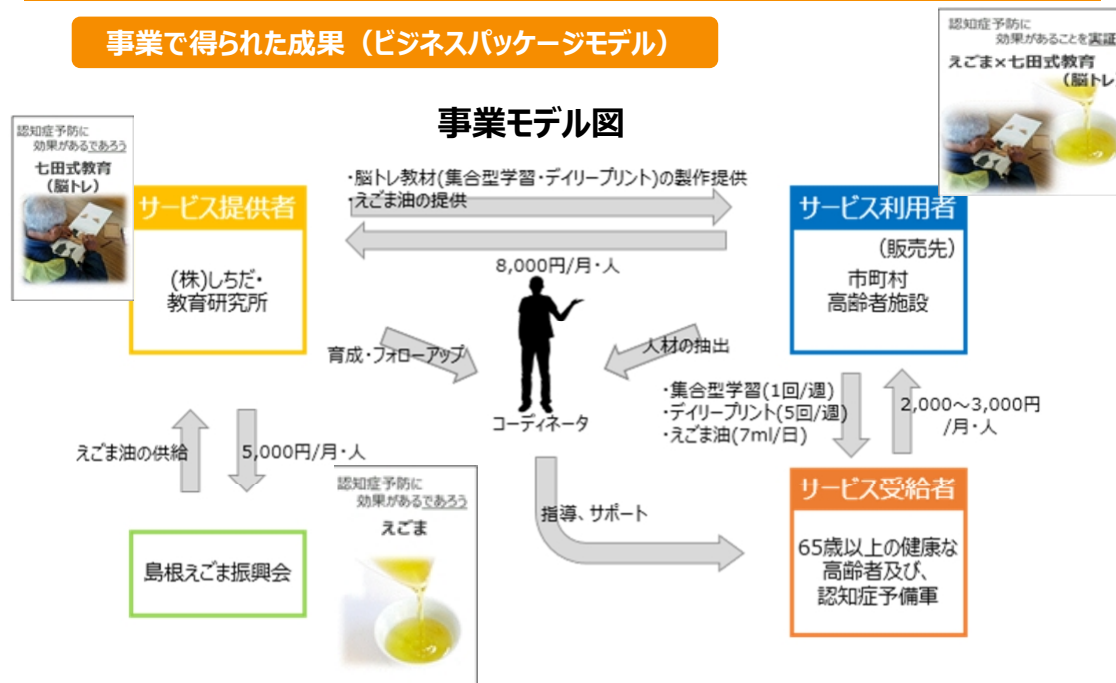 事業で得られた成果（ビジネスパッケージモデル）
認知症予防に
効果があることを実証
えごま×七田式教育
（脳トレ
事業モデル図
認知症予防に
効果があるであろう
七田式教育
（脳トレ）
・脳トレ教材(集合型学習・デイリープリント)の製作提供
・えごま油の提供
サービス提供者
(株)しちだ・
教育研究所
8,000円/月・人
サービス利用者
（販売先）
市町村
高齢者施設
育成・フォローアップ
人材の抽出
コーディネータ
・集合型学習(1回/週)
・デイリープリント(5回/週)
・えごま油(7ml/日)
2,000～3,000円
/月・人
えごま油の供給
5,000円/月・人
認知症予防に
効果があるであろう
えごま
島根えごま振興会
指導、サポート
サービス受給者
65歳以上の健康な
高齢者及び、
認知症予備軍